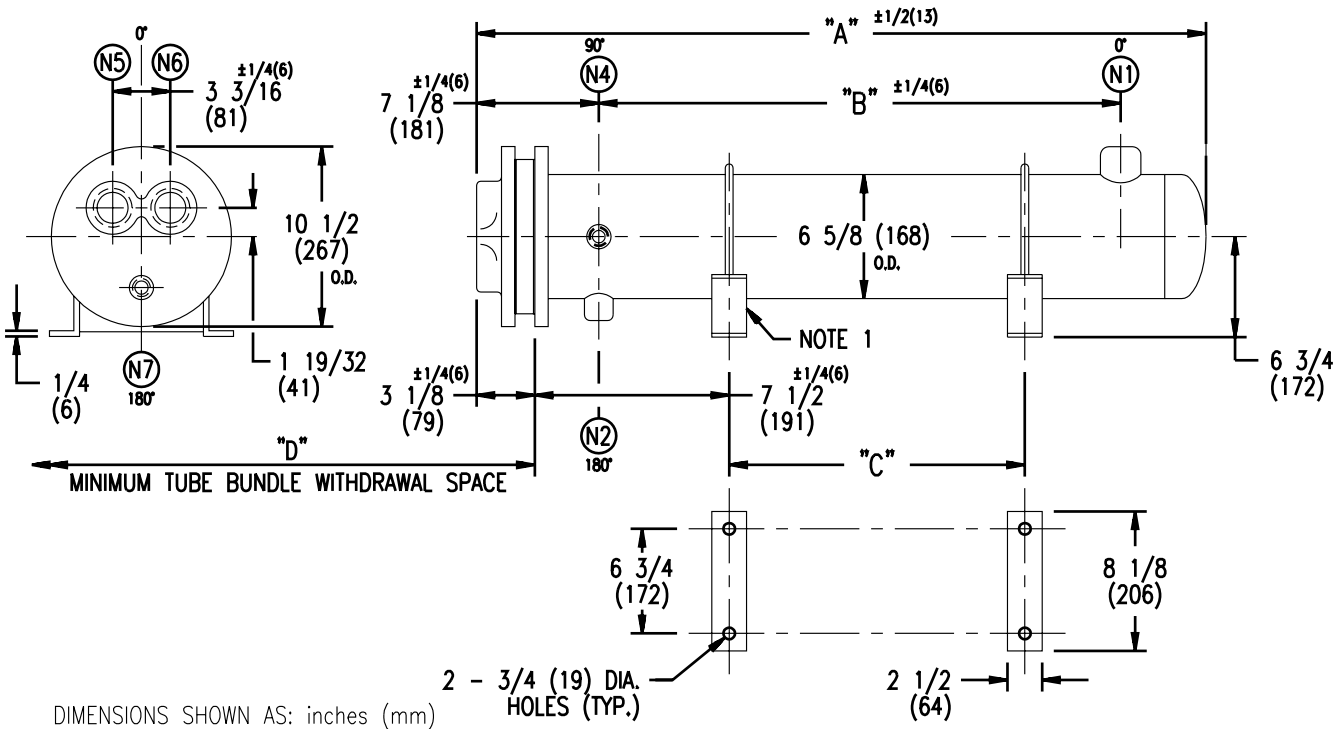 "A" ±1/2(13)
0°
N5
N6
±1/4(6)
3 3/16
(81)
90°
N4
0°
N1
±1/4(6)
7 1/8
(181)
"B" ±1/4(6)
10 1/2
(267)
O.D.
6 5/8 (168)
O.D.
NOTE 1
1/4
(6)
N7
180°
1 19/32
(41)
±1/4(6)
3 1/8
(79)
N2
180°
±1/4(6)
7 1/2
(191)
6 3/4
(172)
"D"
MINIMUM TUBE BUNDLE WITHDRAWAL SPACE
"C"
6 3/4
(172)
8 1/8
(206)
2 - 3/4 (19) DIA.
HOLES (TYP.)
2 1/2
(64)
DIMENSIONS SHOWN AS: inches (mm)